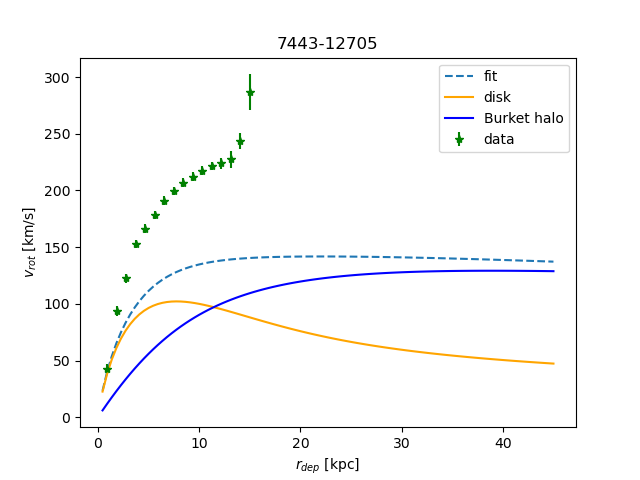 7443-12705
fit
disk
Burket halo
data
300
250
200
150
100
50
0
v_rot [km/s]
0 10 20 30 40
r_dep [kpc]